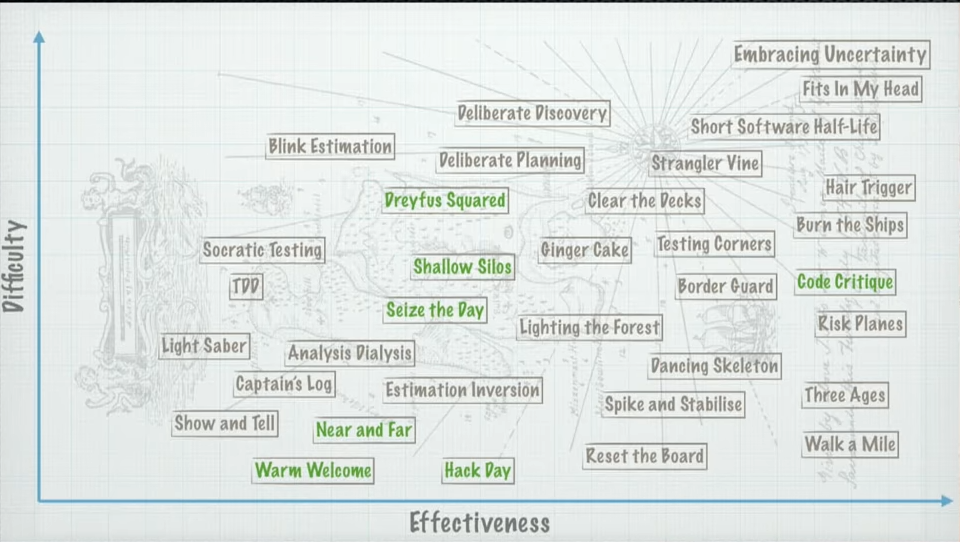 Embracing Uncertainty
Fits In My Head
Deliberate Discovery
Short Software Half-Life
Blink Estimation
Deliberate Planning
Strangler Vine
Hair Trigger
Dreyfus Squared
Clear the Decks
Burn the Ships
Socratic Testing
Ginger Cake
Testing Corners
Shallow Silos
TDD
Border Guard
Code Critique
Seize the Day
Lighting the Forest
Risk Planes
Light Saber
Analysis Dialysis
Dancing Skeleton
Captain's Log
Estimation Inversion
Spike and Stabilise
Three Ages
Show and Tell
Near and Far
Walk a Mile
Reset the Board
Warm Welcome
Hack Day
Difficulty
Effectiveness